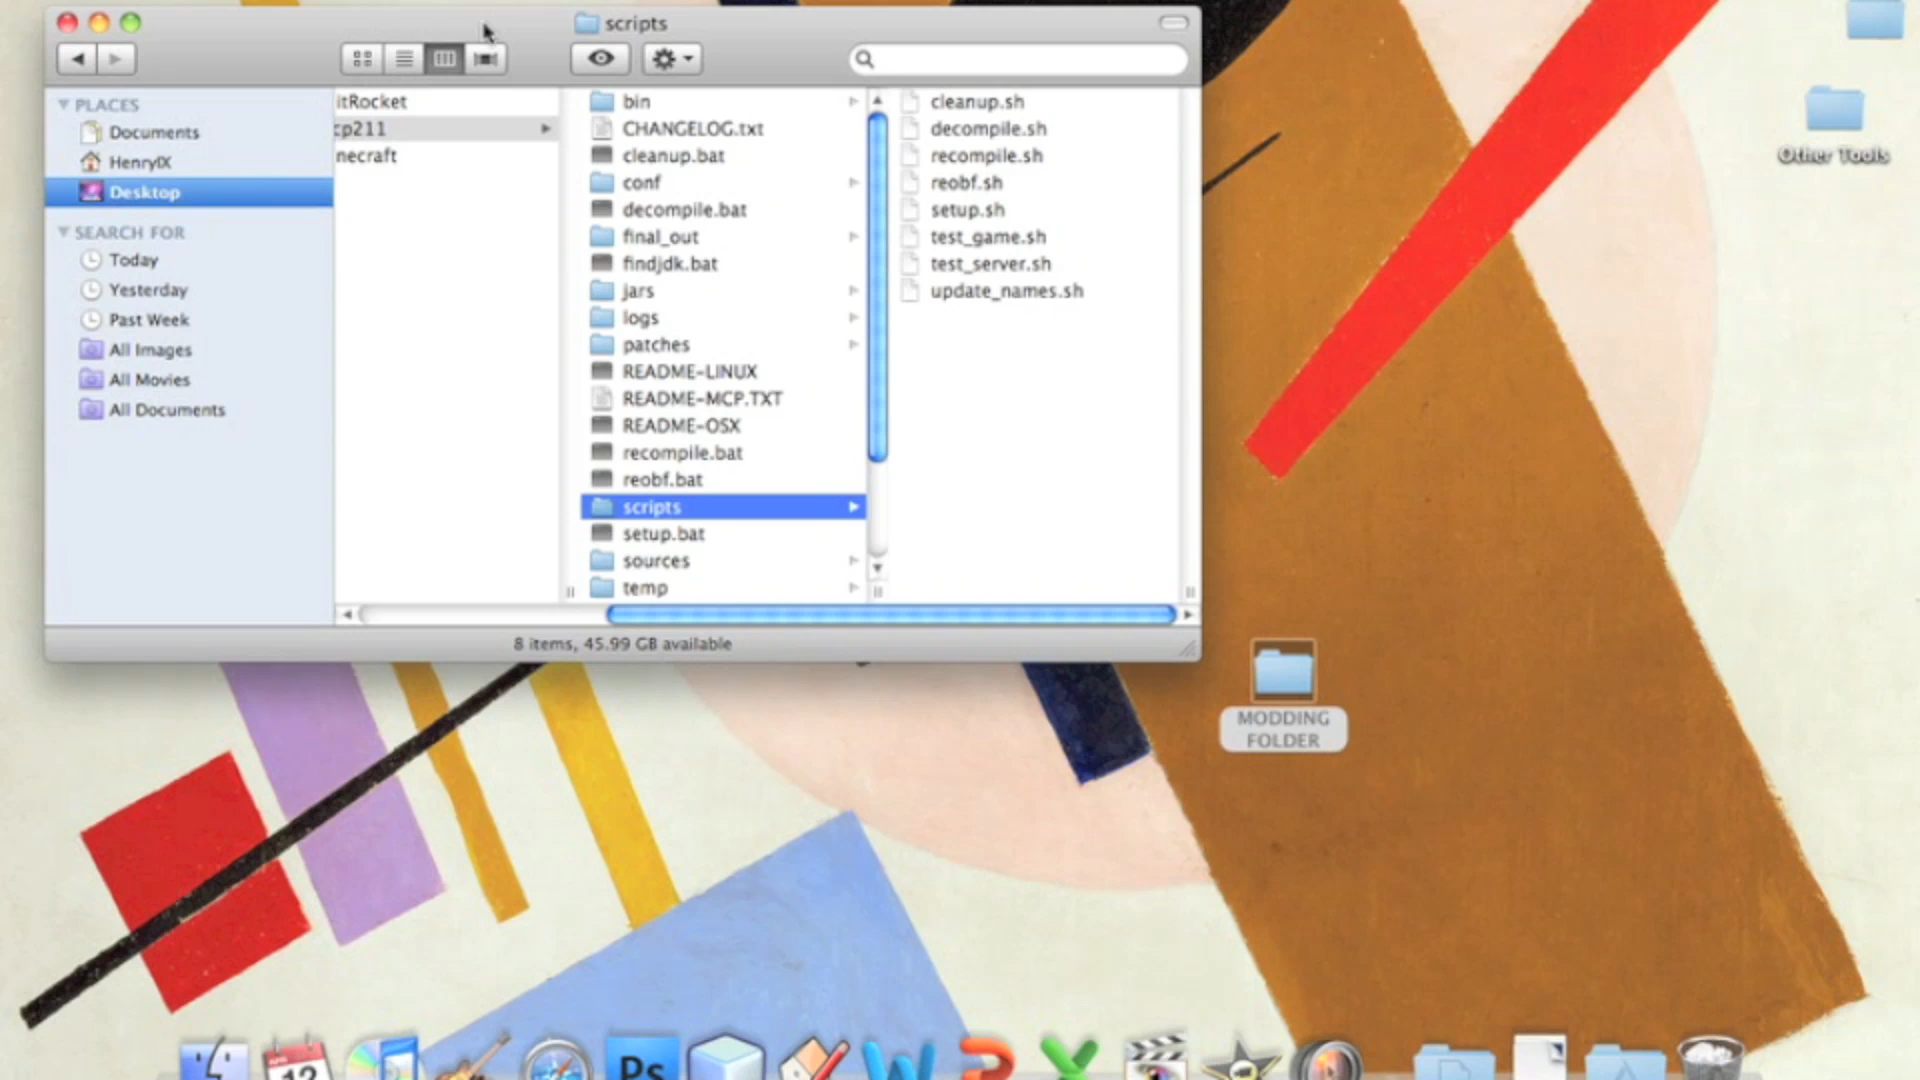 scripts
PLACES
Documents
HenryIX
Desktop
SEARCH FOR
Today
Yesterday
Past Week
All Images
All Movies
All Documents
itRocket
cp211
necraft
bin
CHANGELOG.txt
cleanup.bat
conf
decompile.bat
final_out
findjdk.bat
jars
logs
patches
README-LINUX
README-MCP.TXT
README-OSX
recompile.bat
reobf.bat
scripts
setup.bat
sources
temp
cleanup.sh
decompile.sh
recompile.sh
reobf.sh
setup.sh
test_game.sh
test_server.sh
update_names.sh
8 items, 45.99 GB available
Other Tools
MODDING
FOLDER
12
Ps